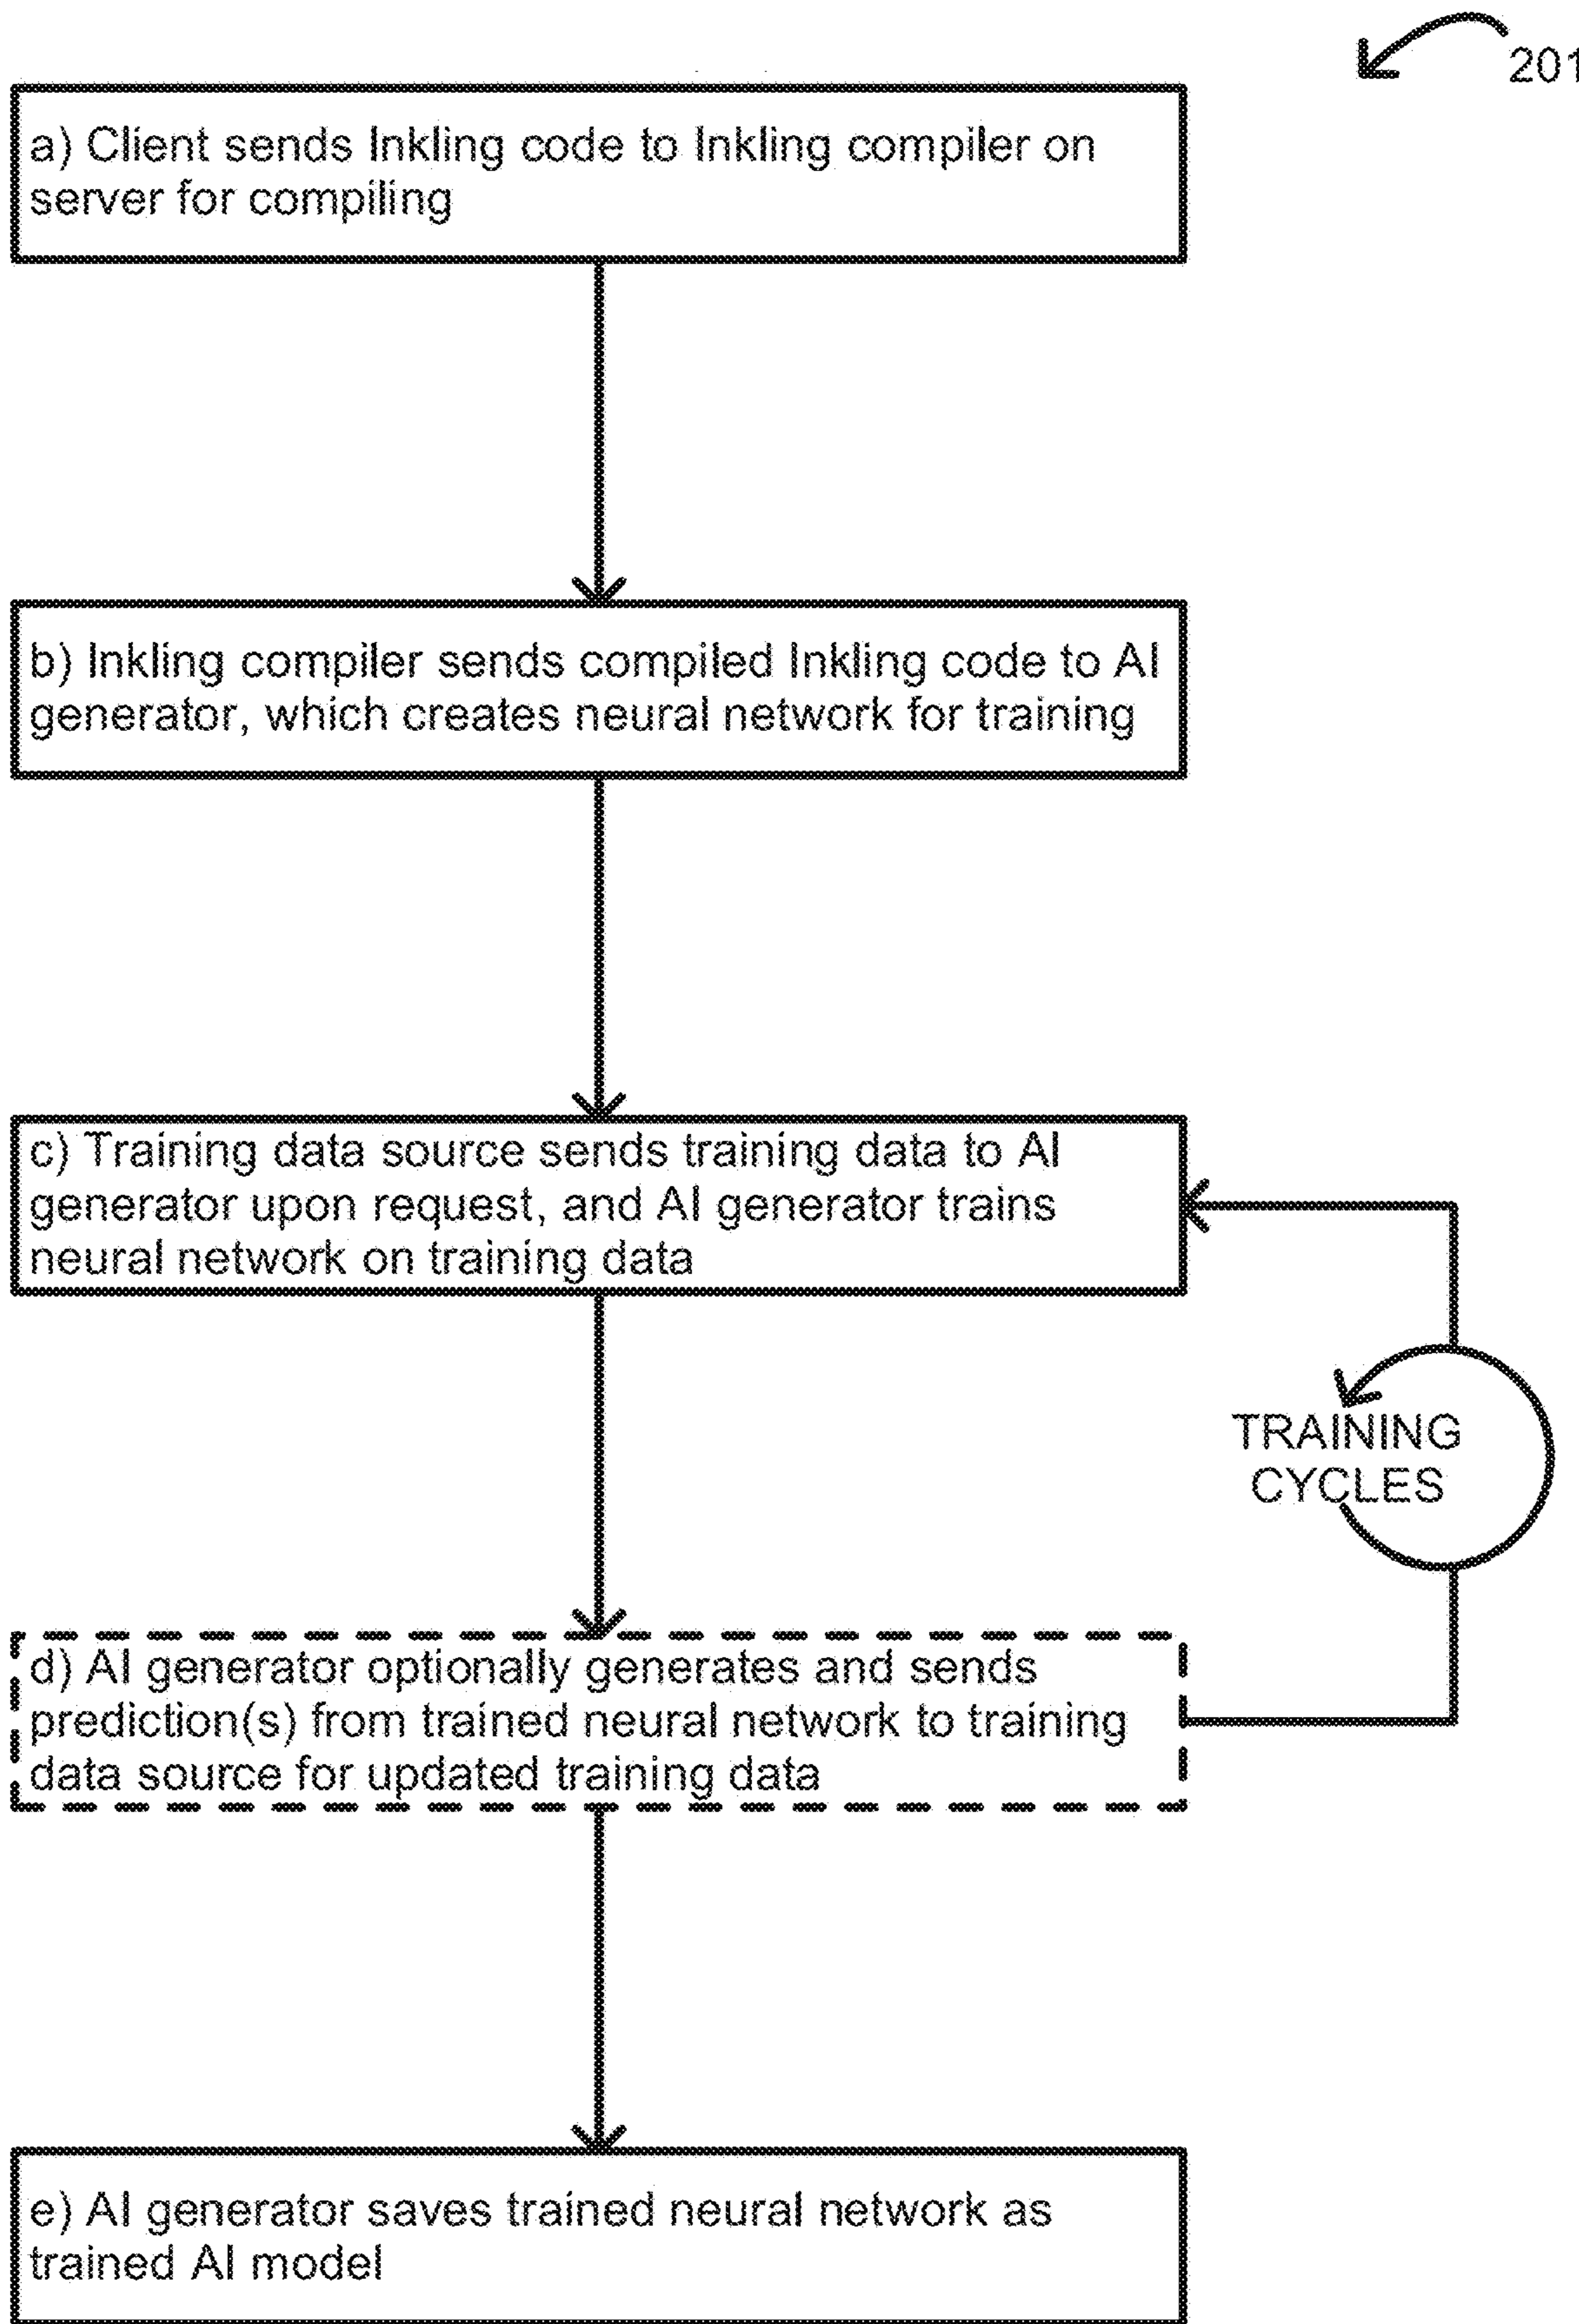 201
a) Client sends Inkling code to Inkling compiler on
server for compiling
b) Inkling compiler sends compiled Inkling code to AI
generator, which creates neural network for training
c) Training data source sends training data to AI
generator upon request, and AI generator trains
neural network on training data
TRAINING
CYCLES
d) AI generator optionally generates and sends
prediction(s) from trained neural network to training
data source for updated training data
e) AI generator saves trained neural network as
trained AI model